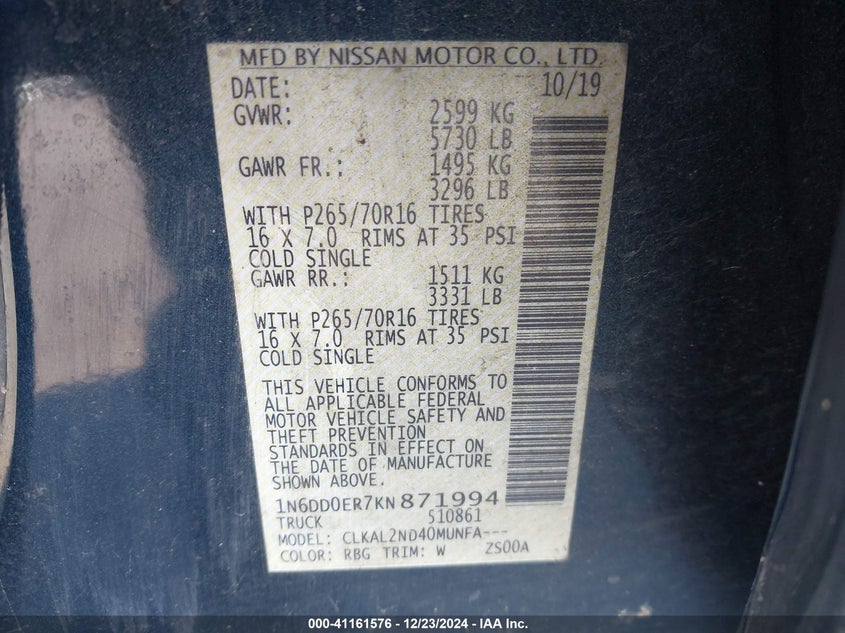 MFD BY NISSAN MOTOR CO., LTD.
DATE: 10/19
GVWR: 2599 KG
5730 LB
GAWR FR.: 1495 KG
3296 LB
WITH P265/70R16 TIRES
16 X 7.0 RIMS AT 35 PSI
COLD SINGLE
GAWR RR.: 1511 KG
3331 LB
WITH P265/70R16 TIRES
16 X 7.0 RIMS AT 35 PSI
COLD SINGLE
THIS VEHICLE CONFORMS TO
ALL APPLICABLE FEDERAL
MOTOR VEHICLE SAFETY AND
THEFT PREVENTION
STANDARDS IN EFFECT ON
THE DATE OF MANUFACTURE
SHOWN ABOVE.
1N6DD0ER7KN871994
TRUCK 510861
MODEL: CLKAL2ND40MUNFA---
COLOR: RBG TRIM: W ZS00A
000-41161576 - 12/23/2024 - IAA Inc.